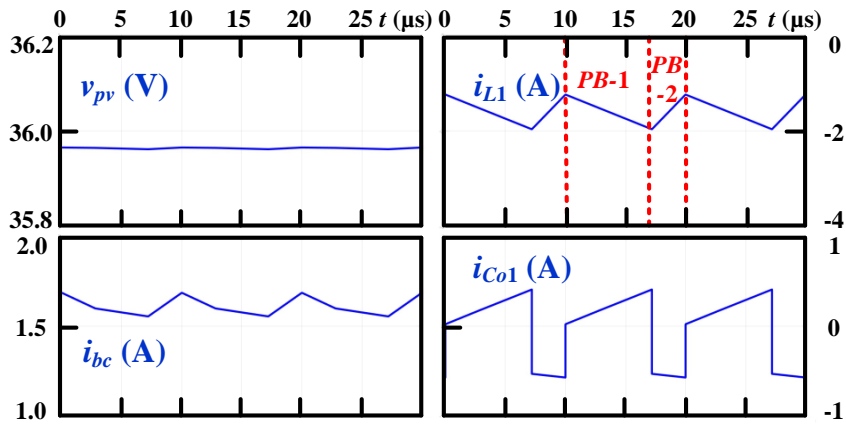 0 5 10 15 20 25 t (µs)
0 5 10 15 20 25 t (µs)
36.2
36.0
35.8
v_pv (V)
i_L1 (A)
PB-1
PB
-2
0
-2
-4
2.0
1.5
1.0
i_bc (A)
i_Co1 (A)
1
0
-1